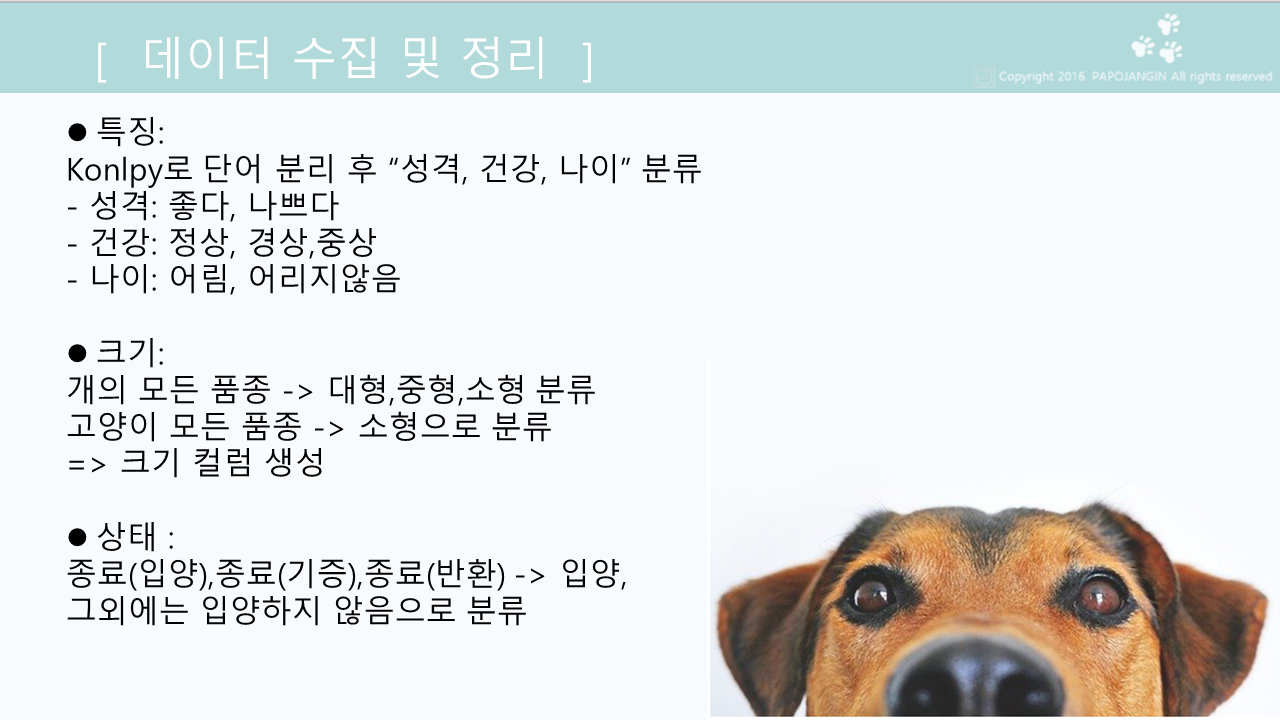 [ 데이터 수집 및 정리 ]
Copyright 2016. PAPOJANGIN All rights reserved.
● 특징:
Konlpy로 단어 분리 후 “성격, 건강, 나이” 분류
- 성격: 좋다, 나쁘다
- 건강: 정상, 경상,중상
- 나이: 어림, 어리지않음
● 크기:
개의 모든 품종 -> 대형,중형,소형 분류
고양이 모든 품종 -> 소형으로 분류
=> 크기 컬럼 생성
● 상태 :
종료(입양),종료(기증),종료(반환) -> 입양,
그외에는 입양하지 않음으로 분류